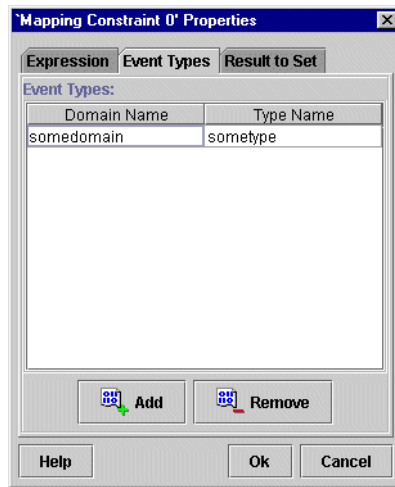 `Mapping Constraint 0' Properties
Expression Event Types Result to Set
Event Types:
Domain Name Type Name
somedomain sometype
Add Remove
Help Ok Cancel